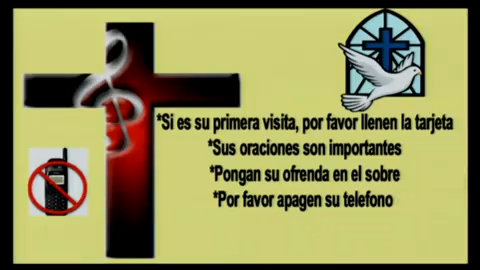 *Si es su primera visita, por favor llenen la tarjeta
*Sus oraciones son importantes
*Pongan su ofrenda en el sobre
*Por favor apagen su telefono